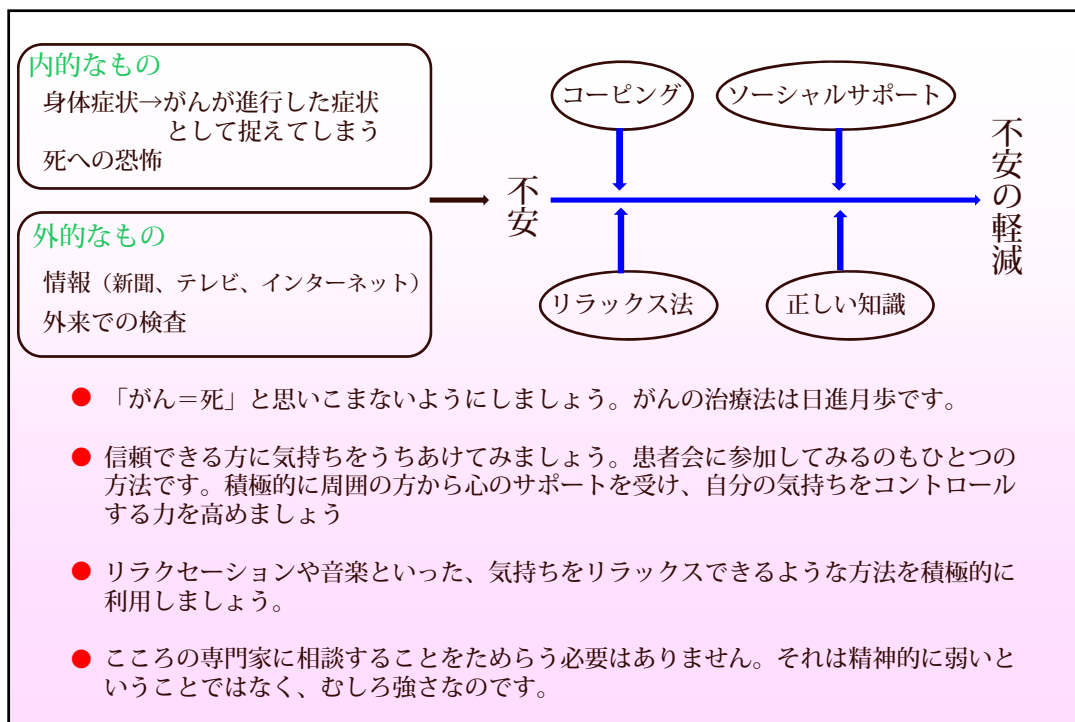 内的なもの
身体症状→がんが進行した症状
として捉えてしまう
死への恐怖
外的なもの
情報（新聞、テレビ、インターネット）
外来での検査
不安
コーピング
ソーシャルサポート
リラックス法
正しい知識
不安の軽減
● 「がん＝死」と思いこまないようにしましょう。がんの治療法は日進月歩です。
● 信頼できる方に気持ちをうちあけてみましょう。患者会に参加してみるのもひとつの
方法です。積極的に周囲の方から心のサポートを受け、自分の気持ちをコントロール
する力を高めましょう
● リラクセーションや音楽といった、気持ちをリラックスできるような方法を積極的に
利用しましょう。
● こころの専門家に相談することをためらう必要はありません。それは精神的に弱いと
いうことではなく、むしろ強さなのです。